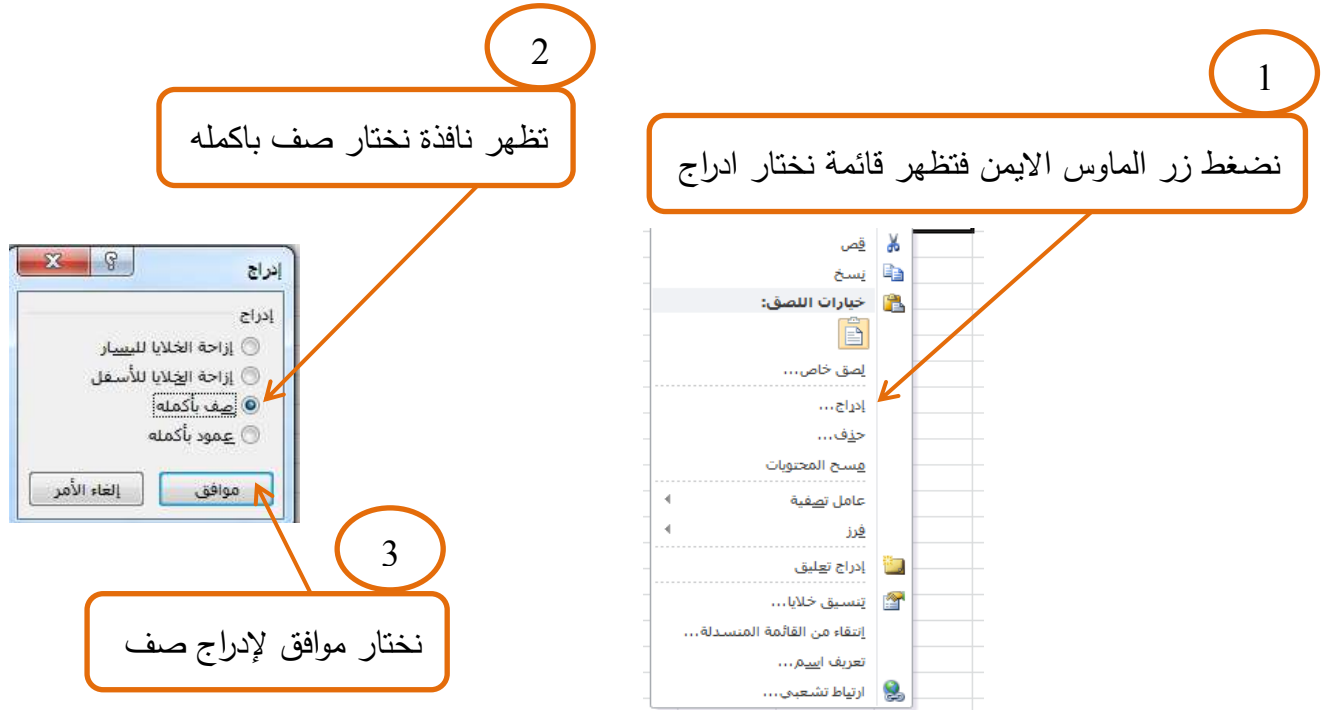 1
نضغط زر الماوس الايمن فتظهر قائمة نختار ادراج
قص
نسخ
خيارات اللصق:
لصق خاص...
إدراج...
حذف...
مسح المحتويات
عامل تصفية
فرز
إدراج تعليق
تنسيق خلايا...
إنتقاء من القائمة المنسدلة...
تعريف اسم...
ارتباط تشعبي...
2
تظهر نافذة نختار صف باكمله
إدراج
إدراج
إزاحة الخلايا لليسار
إزاحة الخلايا للأسفل
صف بأكمله
عمود بأكمله
موافق
إلغاء الأمر
3
نختار موافق لإدراج صف